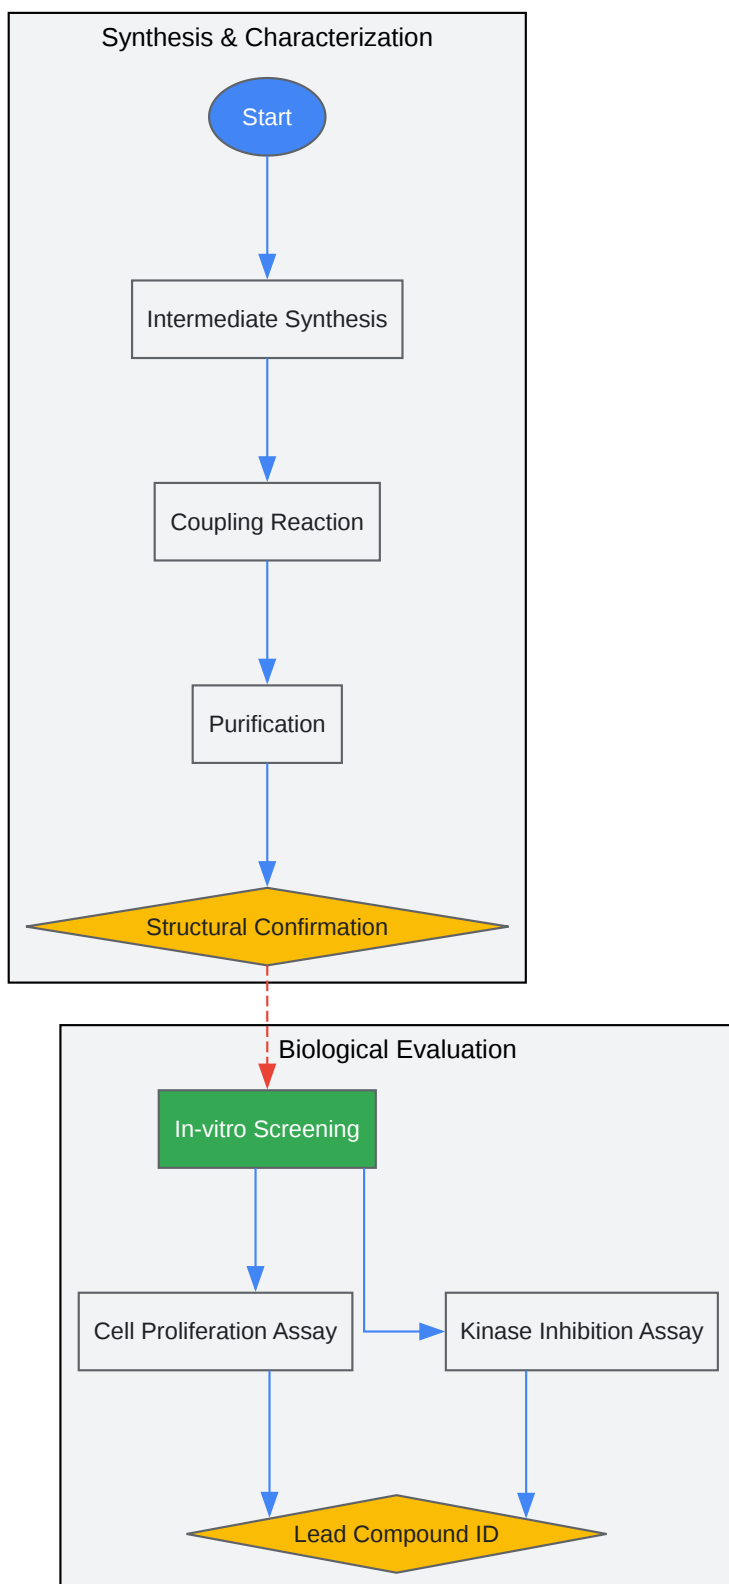 Synthesis & Characterization
Start
Intermediate Synthesis
Coupling Reaction
Purification
Structural Confirmation
Biological Evaluation
In-vitro Screening
Cell Proliferation Assay
Kinase Inhibition Assay
Lead Compound ID